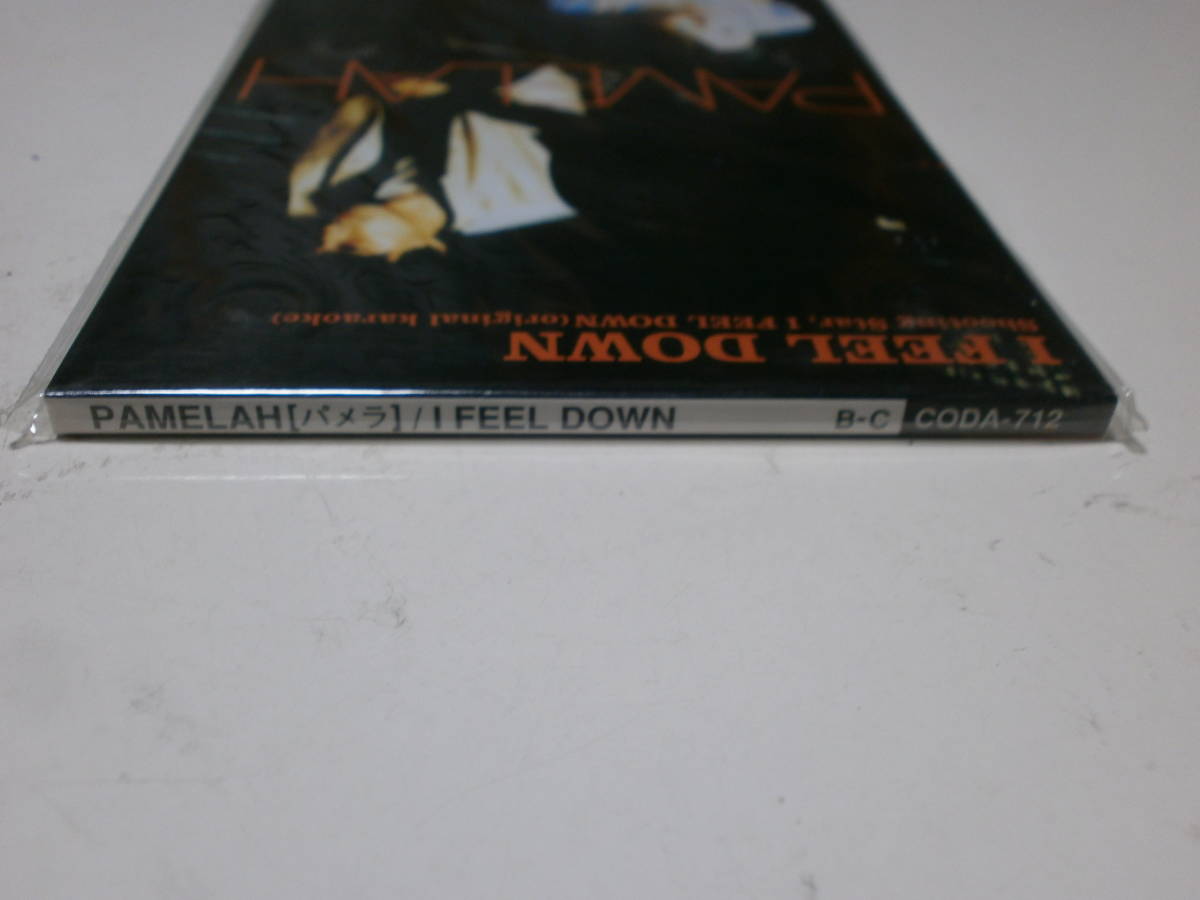 PAMELAH
I FEEL DOWN
Shooting Star, I FEEL DOWN (original karaoke)
PAMELAH[パメラ]/I FEEL DOWN B-C CODA-712